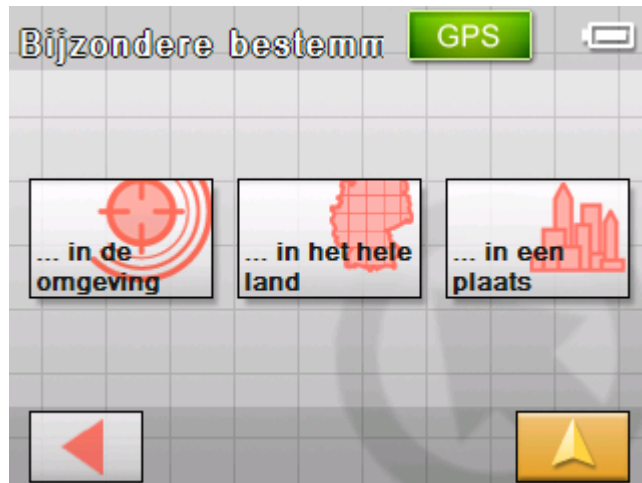 Bijzondere bestemm
GPS
... in de
omgeving
... in het hele
land
... in een
plaats